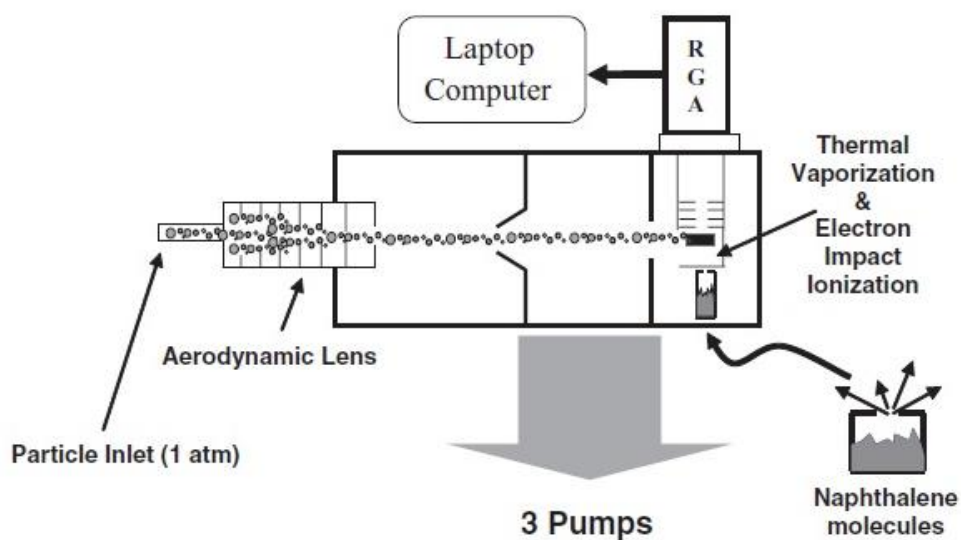 Laptop
Computer
R
G
A
Thermal
Vaporization
&
Electron
Impact
Ionization
Aerodynamic Lens
Particle Inlet (1 atm)
3 Pumps
Naphthalene
molecules